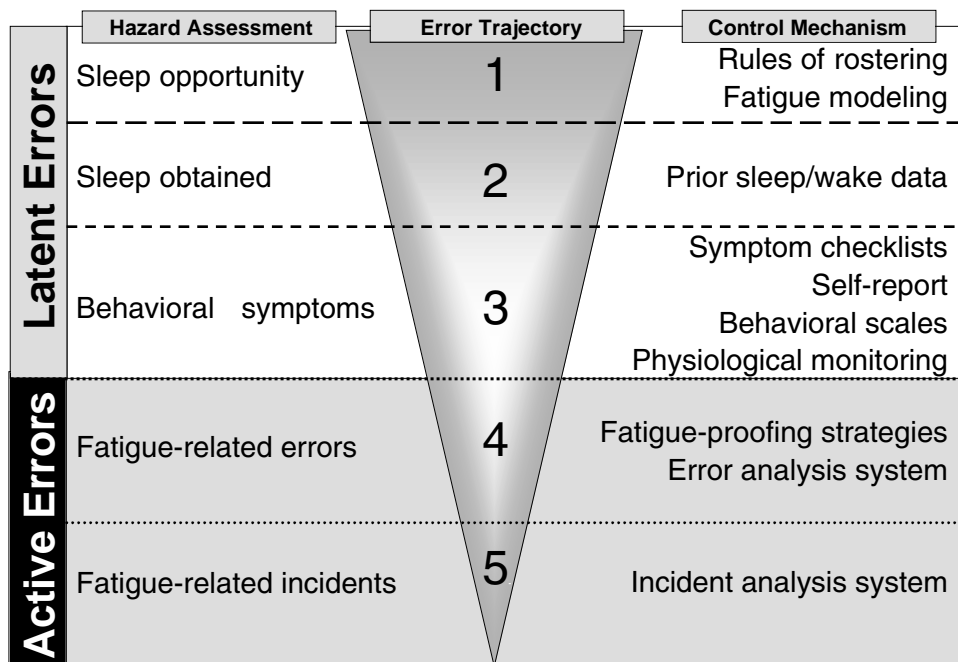 Hazard Assessment
Error Trajectory
Control Mechanism
Latent Errors
Sleep opportunity
1
Rules of rostering
Fatigue modeling
Sleep obtained
2
Prior sleep/wake data
Behavioral symptoms
3
Symptom checklists
Self-report
Behavioral scales
Physiological monitoring
Active Errors
Fatigue-related errors
4
Fatigue-proofing strategies
Error analysis system
Fatigue-related incidents
5
Incident analysis system